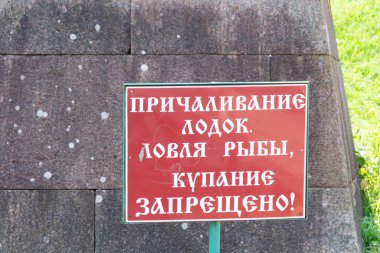 ПРИЧАЛИВАНИЕ
ЛОДОК.
ЛОВЛЯ РЫБЫ,
КУПАНИЕ
ЗАПРЕЩЕНО!